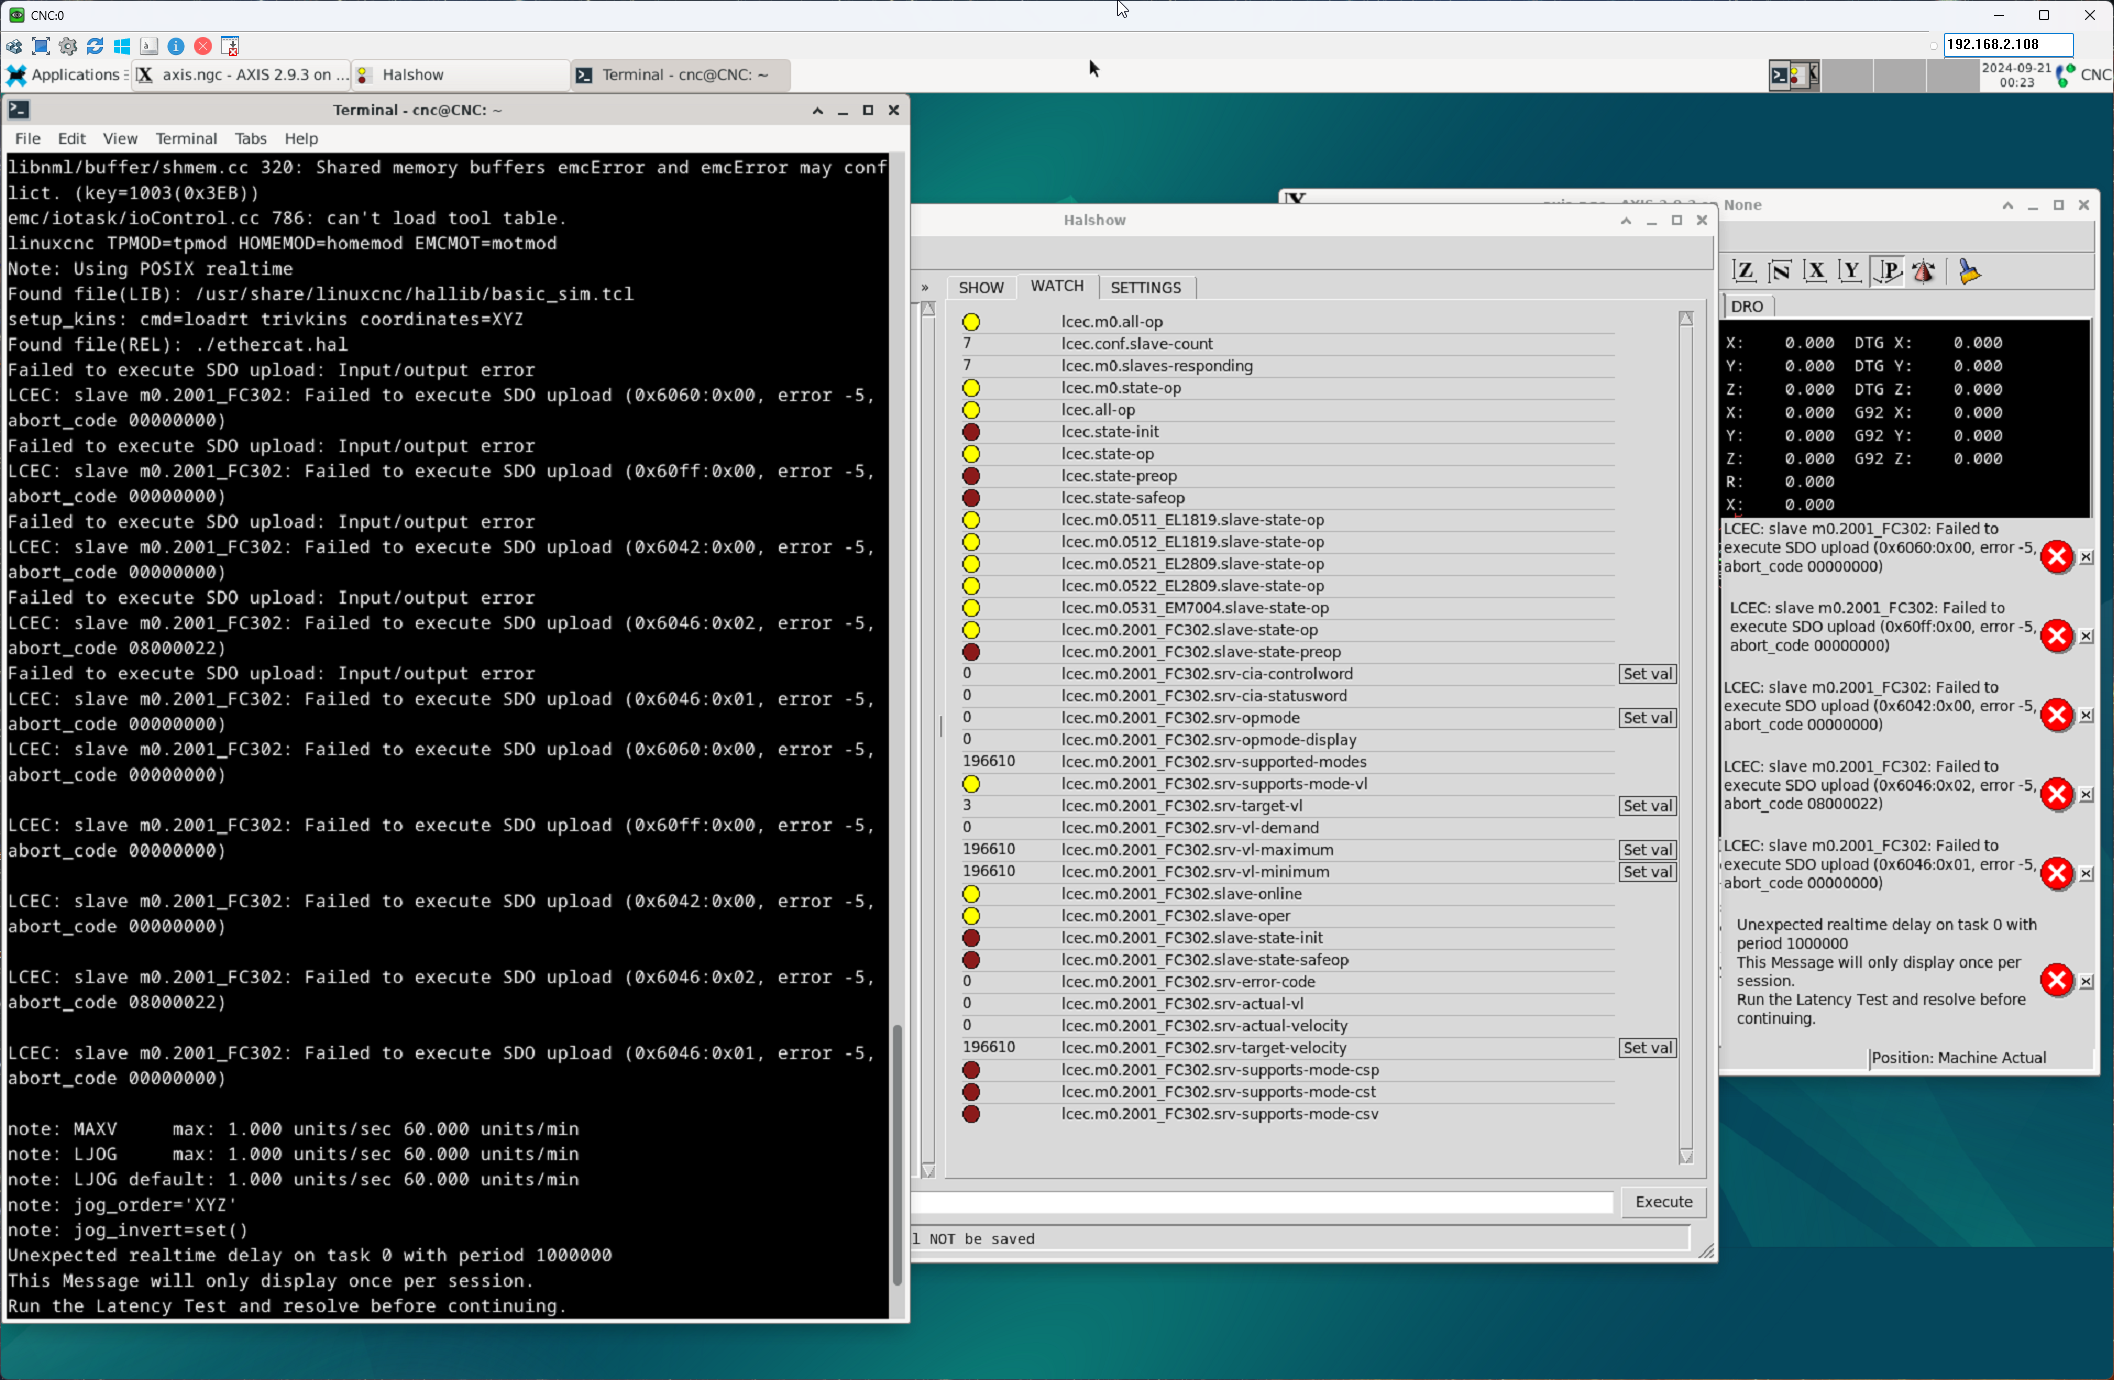 CNC:0
192.168.2.108
Applications
axis.ngc - AXIS 2.9.3 on ...
Halshow
Terminal - cnc@CNC: ~
2024-09-21
00:23
CNC
Terminal - cnc@CNC: ~
File Edit View Terminal Tabs Help
libnml/buffer/shmem.cc 320: Shared memory buffers emcError and emcError may conf
lict. (key=1003(0x3EB))
emc/iotask/ioControl.cc 786: can't load tool table.
linuxcnc TPMOD=tpmod HOMEMOD=homemod EMCMOT=motmod
Note: Using POSIX realtime
Found file(LIB): /usr/share/linuxcnc/hallib/basic_sim.tcl
setup_kins: cmd=loadrt trivkins coordinates=XYZ
Found file(REL): ./ethercat.hal
Failed to execute SDO upload: Input/output error
LCEC: slave m0.2001_FC302: Failed to execute SDO upload (0x6060:0x00, error -5,
abort_code 00000000)
Failed to execute SDO upload: Input/output error
LCEC: slave m0.2001_FC302: Failed to execute SDO upload (0x60ff:0x00, error -5,
abort_code 00000000)
Failed to execute SDO upload: Input/output error
LCEC: slave m0.2001_FC302: Failed to execute SDO upload (0x6042:0x00, error -5,
abort_code 00000000)
Failed to execute SDO upload: Input/output error
LCEC: slave m0.2001_FC302: Failed to execute SDO upload (0x6046:0x02, error -5,
abort_code 08000022)
Failed to execute SDO upload: Input/output error
LCEC: slave m0.2001_FC302: Failed to execute SDO upload (0x6046:0x01, error -5,
abort_code 00000000)
LCEC: slave m0.2001_FC302: Failed to execute SDO upload (0x6060:0x00, error -5,
abort_code 00000000)
LCEC: slave m0.2001_FC302: Failed to execute SDO upload (0x60ff:0x00, error -5,
abort_code 00000000)
LCEC: slave m0.2001_FC302: Failed to execute SDO upload (0x6042:0x00, error -5,
abort_code 00000000)
LCEC: slave m0.2001_FC302: Failed to execute SDO upload (0x6046:0x02, error -5,
abort_code 08000022)
LCEC: slave m0.2001_FC302: Failed to execute SDO upload (0x6046:0x01, error -5,
abort_code 00000000)
note: MAXV max: 1.000 units/sec 60.000 units/min
note: LJOG max: 1.000 units/sec 60.000 units/min
note: LJOG default: 1.000 units/sec 60.000 units/min
note: jog_order='XYZ'
note: jog_invert=set()
Unexpected realtime delay on task 0 with period 1000000
This Message will only display once per session.
Run the Latency Test and resolve before continuing.
Halshow
»
SHOW WATCH SETTINGS
lcec.m0.all-op
7 lcec.conf.slave-count
7 lcec.m0.slaves-responding
lcec.m0.state-op
lcec.all-op
lcec.state-init
lcec.state-op
lcec.state-preop
lcec.state-safeop
lcec.m0.0511_EL1819.slave-state-op
lcec.m0.0512_EL1819.slave-state-op
lcec.m0.0521_EL2809.slave-state-op
lcec.m0.0522_EL2809.slave-state-op
lcec.m0.0531_EM7004.slave-state-op
lcec.m0.2001_FC302.slave-state-op
lcec.m0.2001_FC302.slave-state-preop
0 lcec.m0.2001_FC302.srv-cia-controlword Set val
0 lcec.m0.2001_FC302.srv-cia-statusword
0 lcec.m0.2001_FC302.srv-opmode Set val
0 lcec.m0.2001_FC302.srv-opmode-display
196610 lcec.m0.2001_FC302.srv-supported-modes
lcec.m0.2001_FC302.srv-supports-mode-vl
3 lcec.m0.2001_FC302.srv-target-vl Set val
0 lcec.m0.2001_FC302.srv-vl-demand
196610 lcec.m0.2001_FC302.srv-vl-maximum Set val
196610 lcec.m0.2001_FC302.srv-vl-minimum Set val
lcec.m0.2001_FC302.slave-online
lcec.m0.2001_FC302.slave-oper
lcec.m0.2001_FC302.slave-state-init
lcec.m0.2001_FC302.slave-state-safeop
0 lcec.m0.2001_FC302.srv-error-code
0 lcec.m0.2001_FC302.srv-actual-vl
0 lcec.m0.2001_FC302.srv-actual-velocity
196610 lcec.m0.2001_FC302.srv-target-velocity Set val
lcec.m0.2001_FC302.srv-supports-mode-csp
lcec.m0.2001_FC302.srv-supports-mode-cst
lcec.m0.2001_FC302.srv-supports-mode-csv
Execute
l NOT be saved
None
Z N X Y P
DRO
X: 0.000 DTG X: 0.000
Y: 0.000 DTG Y: 0.000
Z: 0.000 DTG Z: 0.000
X: 0.000 G92 X: 0.000
Y: 0.000 G92 Y: 0.000
Z: 0.000 G92 Z: 0.000
R: 0.000
X: 0.000
LCEC: slave m0.2001_FC302: Failed to
execute SDO upload (0x6060:0x00, error -5,
abort_code 00000000)
LCEC: slave m0.2001_FC302: Failed to
execute SDO upload (0x60ff:0x00, error -5,
abort_code 00000000)
LCEC: slave m0.2001_FC302: Failed to
execute SDO upload (0x6042:0x00, error -5,
abort_code 00000000)
LCEC: slave m0.2001_FC302: Failed to
execute SDO upload (0x6046:0x02, error -5,
abort_code 08000022)
LCEC: slave m0.2001_FC302: Failed to
execute SDO upload (0x6046:0x01, error -5,
abort_code 00000000)
Unexpected realtime delay on task 0 with
period 1000000
This Message will only display once per
session.
Run the Latency Test and resolve before
continuing.
Position: Machine Actual